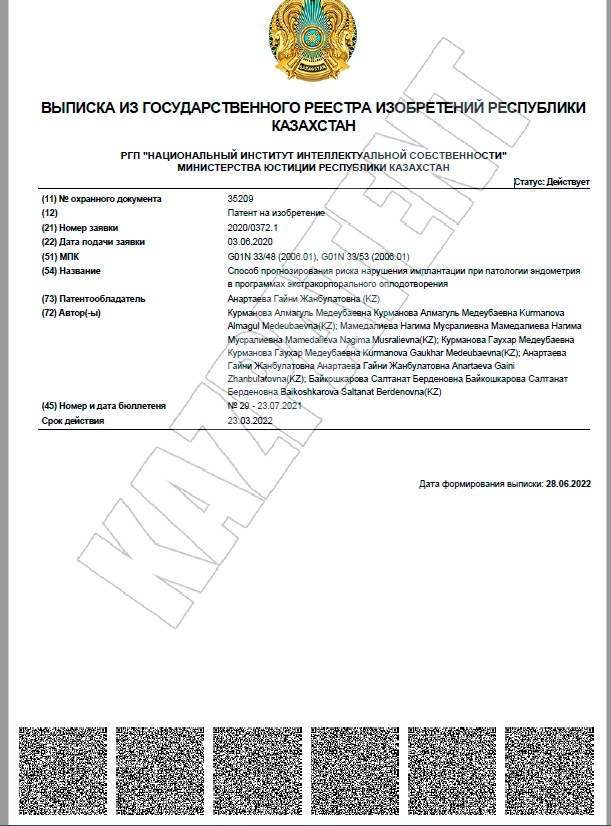 QAZAQSTAN
ВЫПИСКА ИЗ ГОСУДАРСТВЕННОГО РЕЕСТРА ИЗОБРЕТЕНИЙ РЕСПУБЛИКИ
КАЗАХСТАН
РГП "НАЦИОНАЛЬНЫЙ ИНСТИТУТ ИНТЕЛЛЕКТУАЛЬНОЙ СОБСТВЕННОСТИ"
МИНИСТЕРСТВА ЮСТИЦИИ РЕСПУБЛИКИ КАЗАХСТАН
Статус: Действует
(11) № охранного документа 35209
(12) Патент на изобретение
(21) Номер заявки 2020/0372.1
(22) Дата подачи заявки 03.06.2020
(51) МПК G01N 33/48 (2006.01), G01N 33/53 (2006.01)
(54) Название Способ прогнозирования риска нарушения имплантации при патологии эндометрия
в программах экстракорпорального оплодотворения
(73) Патентообладатель Анартаева Гайни Жанбулатовна (KZ)
(72) Автор(-ы) Курманова Алмагуль Медеубаевна Курманова Алмагуль Медеубаевна Kurmanova
Almagul Medeubaevna(KZ); Мамедалиева Нагима Мусралиевна Мамедалиева Нагима
Мусралиевна Mamedalieva Nagima Musralievna(KZ); Курманова Гаухар Медеубаевна
Курманова Гаухар Медеубаевна Kurmanova Gaukhar Medeubaevna(KZ); Анартаева
Гайни Жанбулатовна Анартаева Гайни Жанбулатовна Anartaeva Gaini
Zhanbulatovna(KZ); Байкошкарова Салтанат Берденовна Байкошкарова Салтанат
Берденовна Baikoshkarova Saltanat Berdenovna(KZ)
(45) Номер и дата бюллетеня № 29 - 23.07.2021
Срок действия 23.03.2022
Дата формирования выписки: 28.06.2022
KAZPATENT